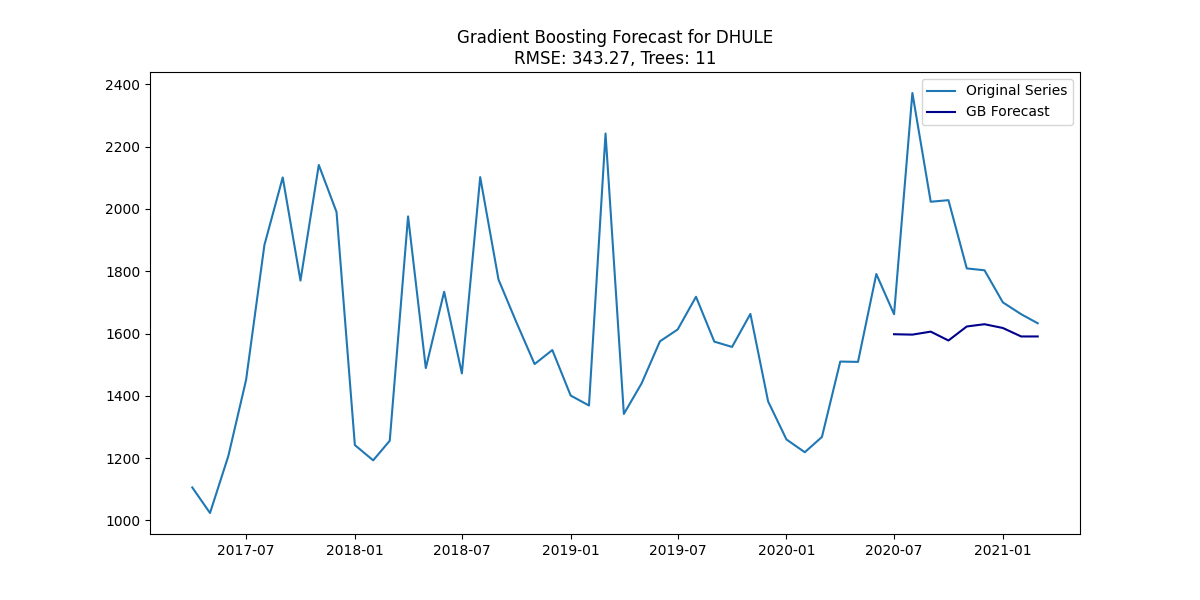 Gradient Boosting Forecast for DHULE
RMSE: 343.27, Trees: 11
Original Series
GB Forecast
2400
2200
2000
1800
1600
1400
1200
1000
2017-07 2018-01 2018-07 2019-01 2019-07 2020-01 2020-07 2021-01